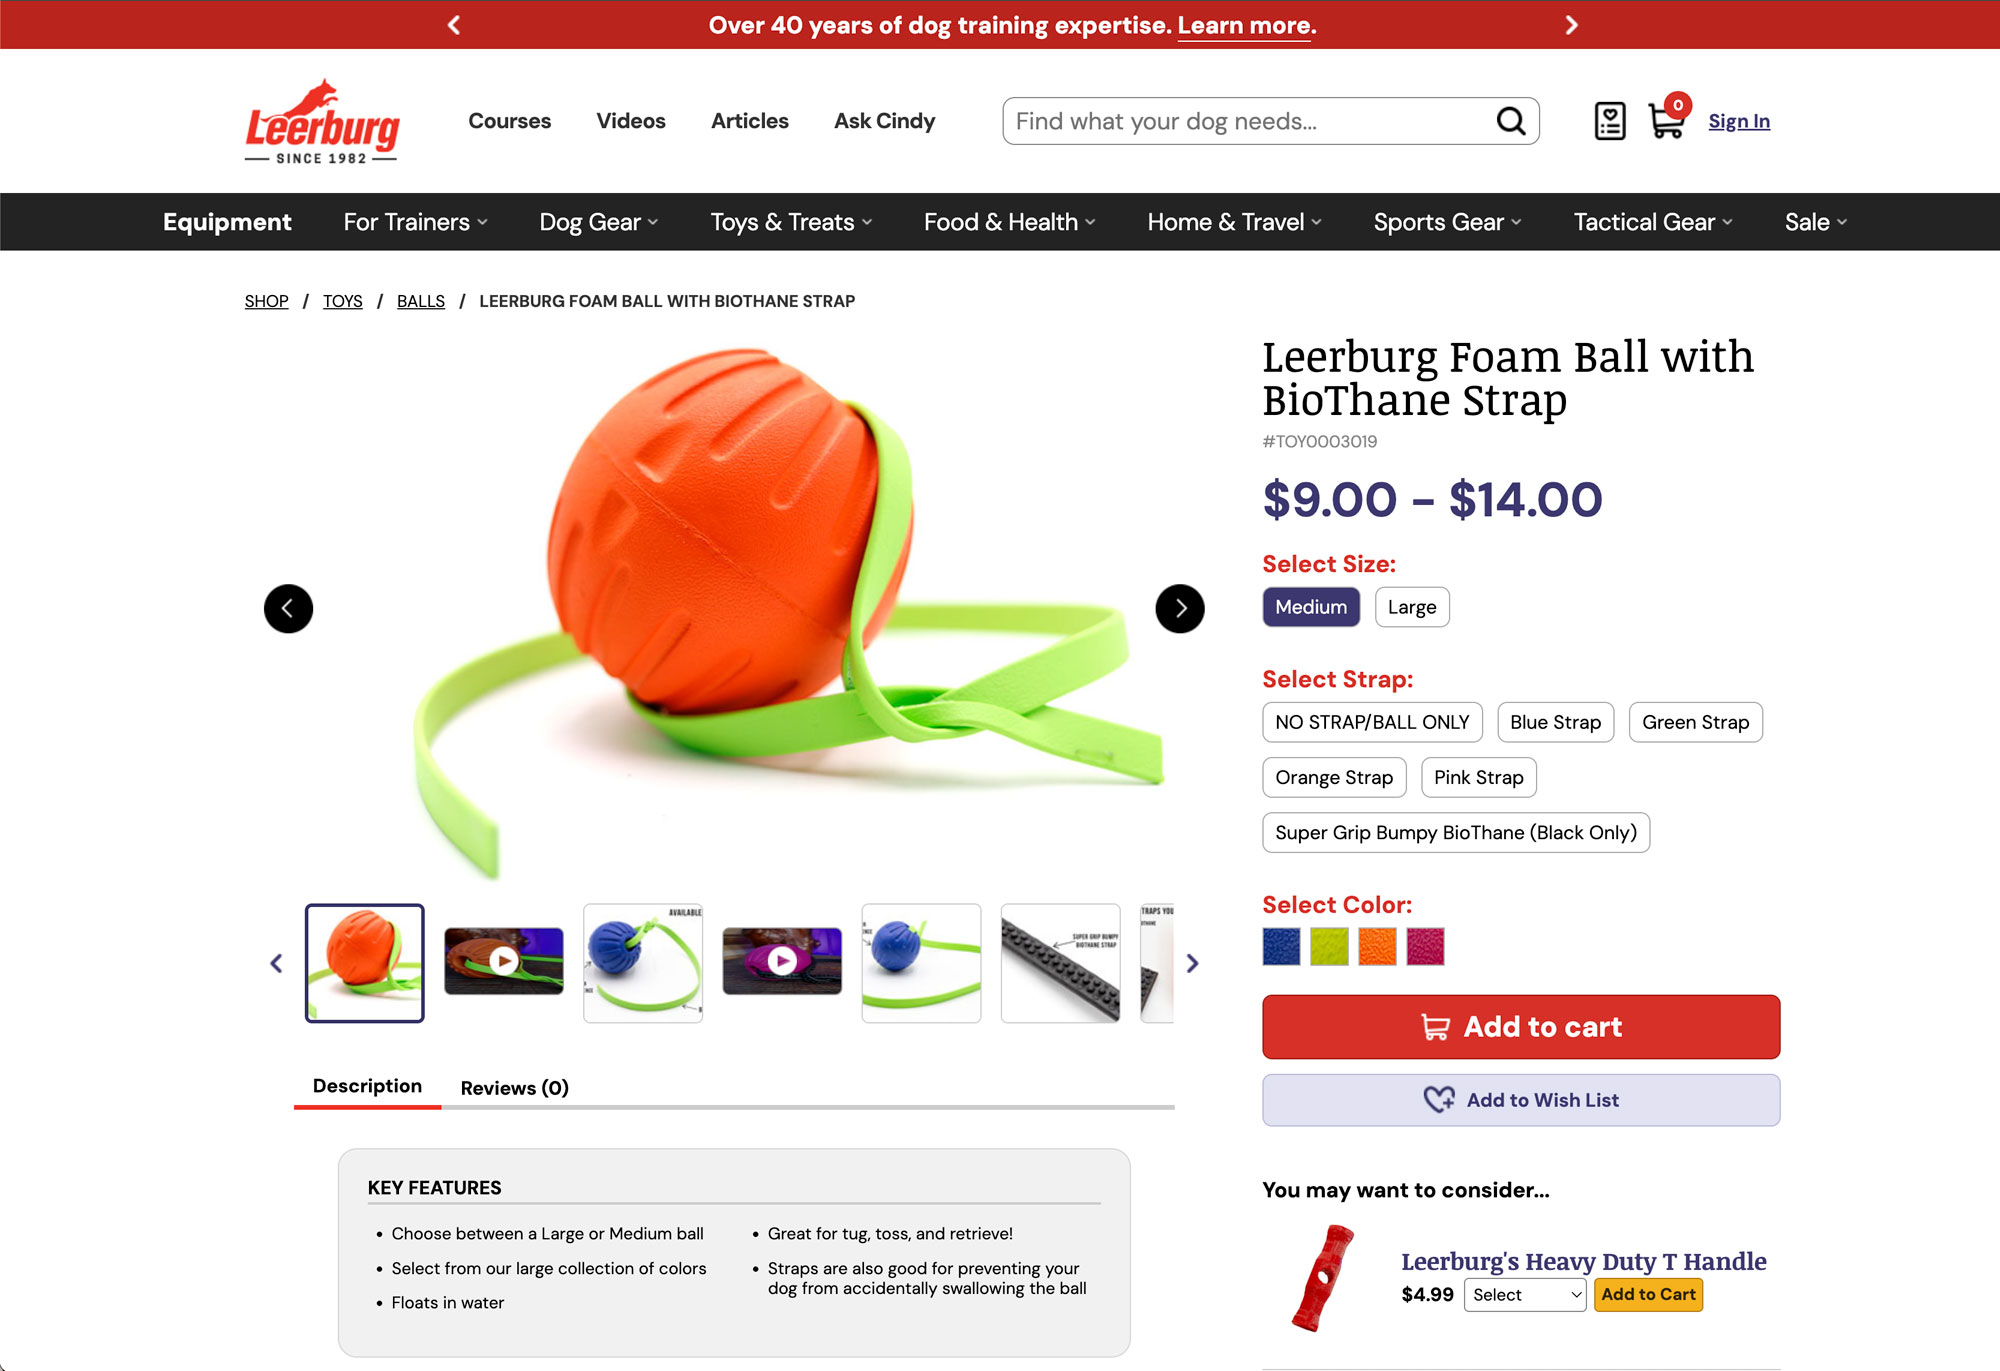 Over 40 years of dog training expertise. Learn more.
Leerburg
SINCE 1982
Courses
Videos
Articles
Ask Cindy
Find what your dog needs...
0
Sign In
Equipment
For Trainers
Dog Gear
Toys & Treats
Food & Health
Home & Travel
Sports Gear
Tactical Gear
Sale
SHOP / TOYS / BALLS / LEERBURG FOAM BALL WITH BIOTHANE STRAP
Leerburg Foam Ball with
BioThane Strap
#TOY0003019
$9.00 - $14.00
Select Size:
Medium
Large
Select Strap:
NO STRAP/BALL ONLY
Blue Strap
Green Strap
Orange Strap
Pink Strap
Super Grip Bumpy BioThane (Black Only)
Select Color:
Add to cart
Add to Wish List
AVAILABLE
SUPER GRIP BUMPY
BIOTHANE STRAP
Description
Reviews (0)
KEY FEATURES
• Choose between a Large or Medium ball
• Select from our large collection of colors
• Floats in water
• Great for tug, toss, and retrieve!
• Straps are also good for preventing your
dog from accidentally swallowing the ball
You may want to consider...
Leerburg's Heavy Duty T Handle
$4.99
Select
Add to Cart